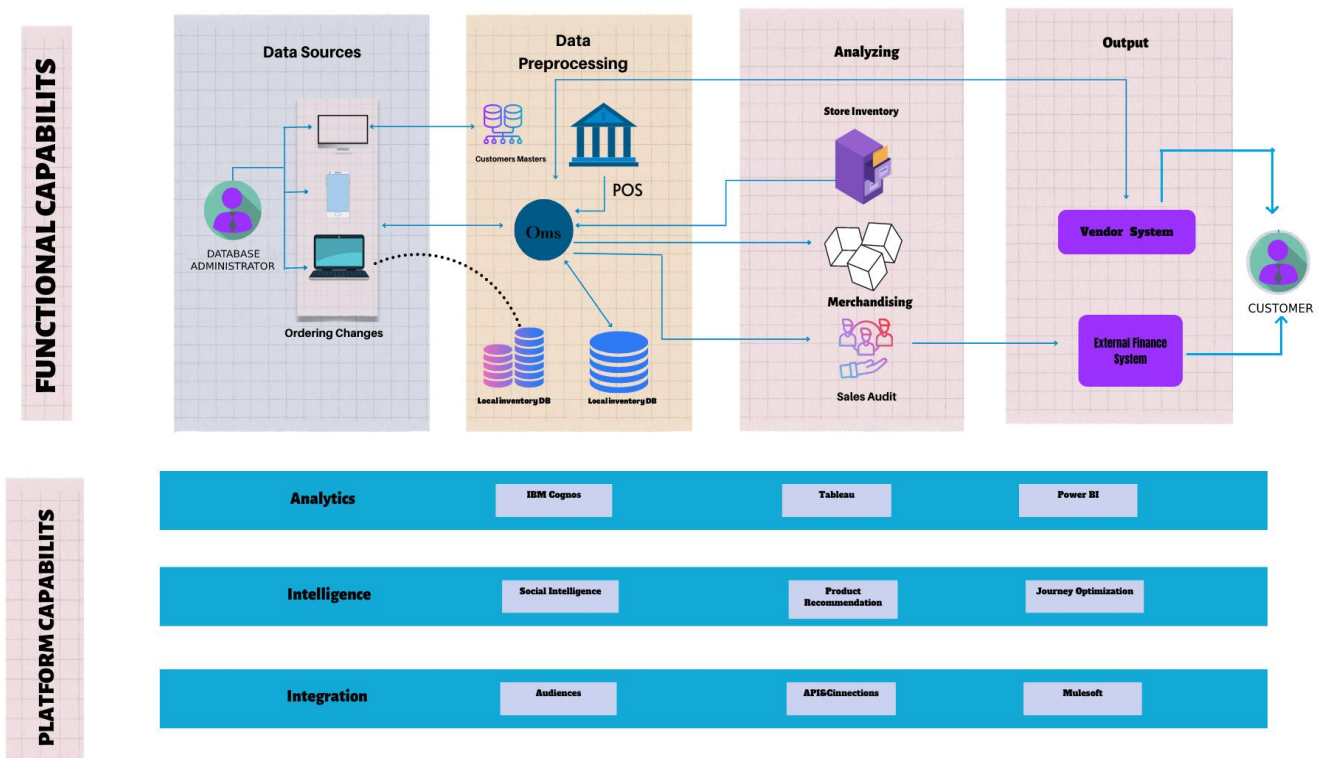 FUNCTIONAL CAPABILITS
Data Sources
DATABASE
ADMINISTRATOR
Ordering Changes
Data
Preprocessing
Customers Masters
POS
Oms
Local inventory DB
Local inventory DB
Analyzing
Store Inventory
Merchandising
Sales Audit
Output
Vendor System
External Finance
System
CUSTOMER
PLATFORM CAPABILITS
Analytics
IBM Cognos
Tableau
Power BI
Intelligence
Social Intelligence
Product
Recommendation
Journey Optimization
Integration
Audiences
API&Cinnections
Mulesoft